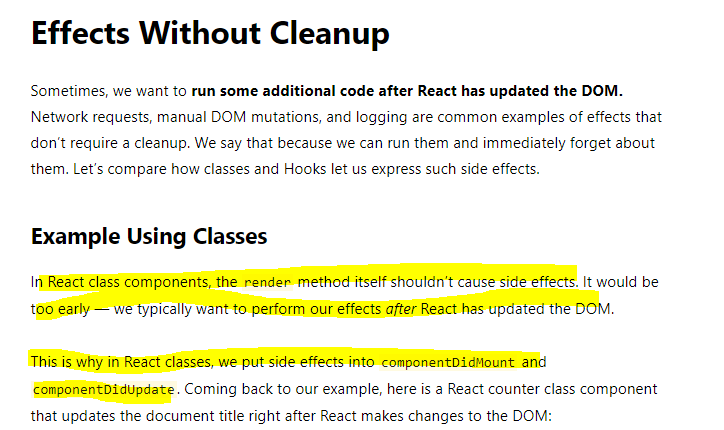 Effects Without Cleanup
Sometimes, we want to run some additional code after React has updated the DOM.
Network requests, manual DOM mutations, and logging are common examples of effects that
don’t require a cleanup. We say that because we can run them and immediately forget about
them. Let’s compare how classes and Hooks let us express such side effects.
Example Using Classes
In React class components, the render method itself shouldn’t cause side effects. It would be
too early — we typically want to perform our effects after React has updated the DOM.
This is why in React classes, we put side effects into componentDidMount and
componentDidUpdate. Coming back to our example, here is a React counter class component
that updates the document title right after React makes changes to the DOM: